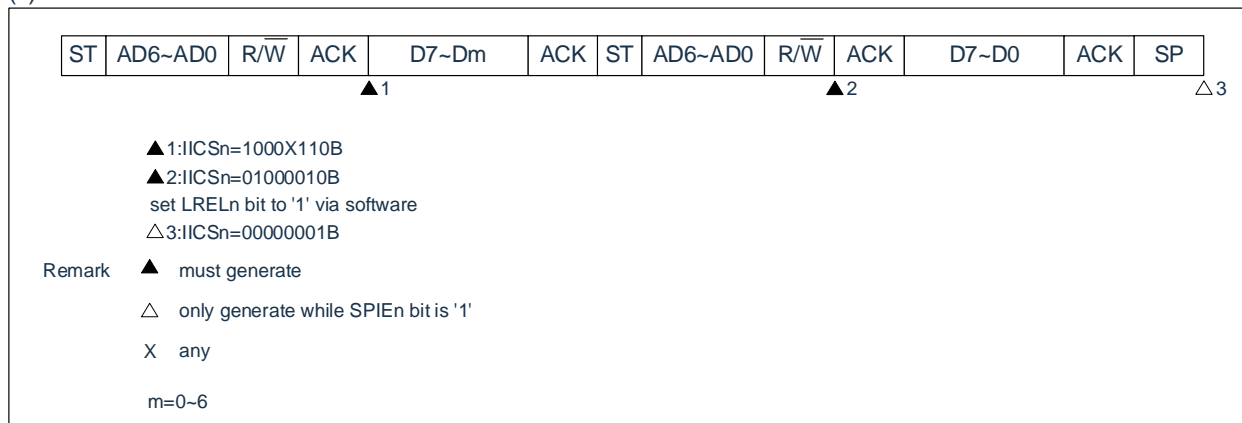 ST AD6~AD0 R/W̅ ACK D7~Dm ACK ST AD6~AD0 R/W̅ ACK D7~D0 ACK SP
▲1 ▲2 △3
▲1:IICSn=1000X110B
▲2:IICSn=01000010B
set LRELn bit to '1' via software
△3:IICSn=00000001B
Remark ▲ must generate
△ only generate while SPIEn bit is '1'
X any
m=0~6